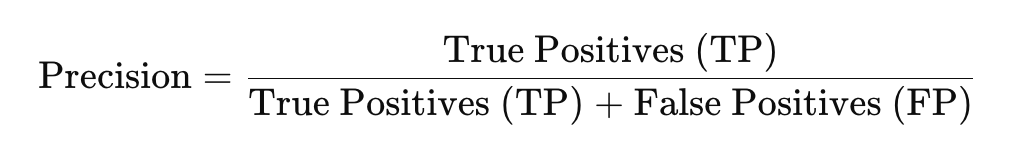 Precision = True Positives (TP) / True Positives (TP) + False Positives (FP)